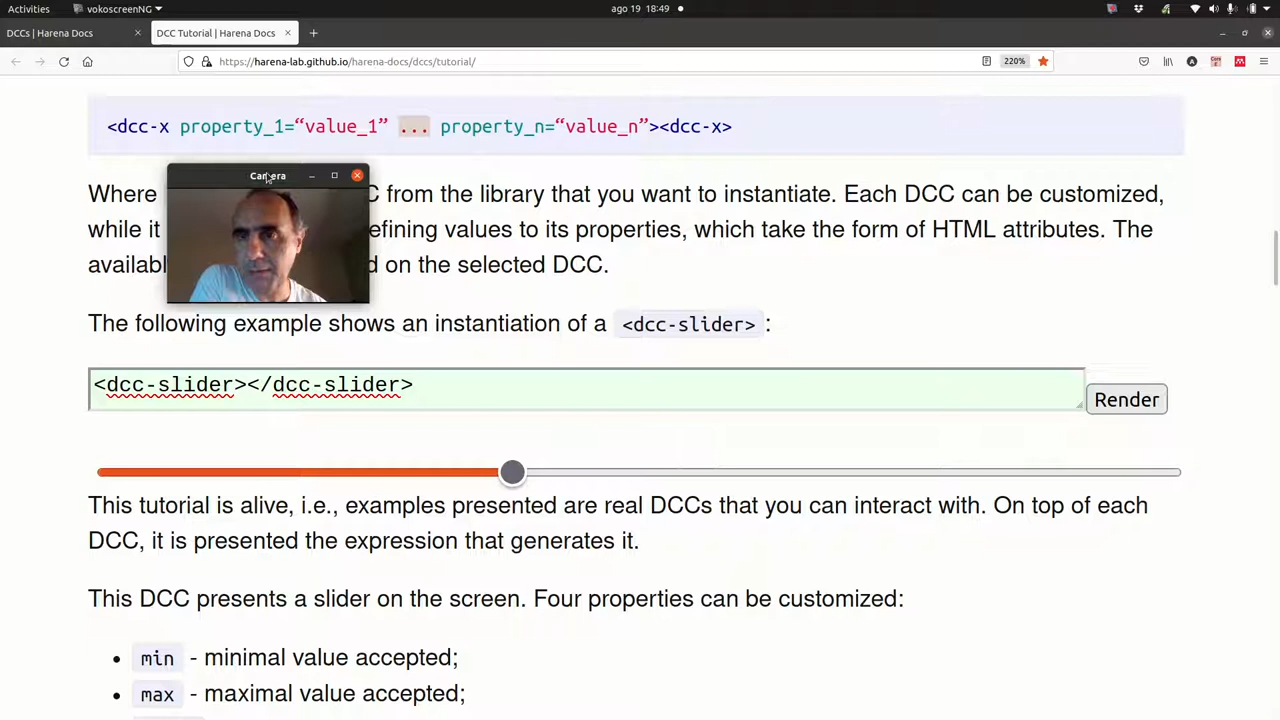 Activities vokoscreenNG ago 19 18:49
DCCs | Harena Docs DCC Tutorial | Harena Docs
https://harena-lab.github.io/harena-docs/dccs/tutorial/ 220%
<dcc-x property_1=“value_1” ... property_n=“value_n”><dcc-x>
Camera
Where C from the library that you want to instantiate. Each DCC can be customized,
while it efining values to its properties, which take the form of HTML attributes. The
availabl d on the selected DCC.
The following example shows an instantiation of a <dcc-slider> :
<dcc-slider></dcc-slider>
Render
This tutorial is alive, i.e., examples presented are real DCCs that you can interact with. On top of each
DCC, it is presented the expression that generates it.
This DCC presents a slider on the screen. Four properties can be customized:
• min - minimal value accepted;
• max - maximal value accepted;